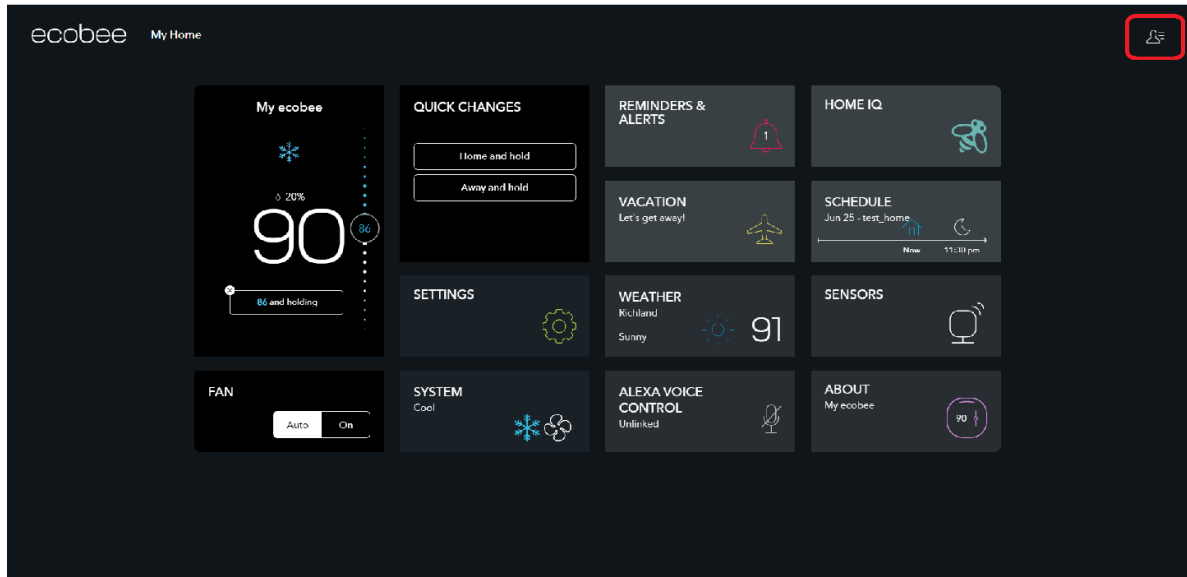 ecobee
My Home
My ecobee
20%
90
86
86 and holding
QUICK CHANGES
Home and hold
Away and hold
REMINDERS &
ALERTS
1
HOME IQ
VACATION
Let's get away!
SCHEDULE
Jun 25 - test_home
Now
11:30 pm
SETTINGS
WEATHER
Richland
Sunny
91
SENSORS
FAN
Auto
On
SYSTEM
Cool
ALEXA VOICE
CONTROL
Unlinked
ABOUT
My ecobee
90